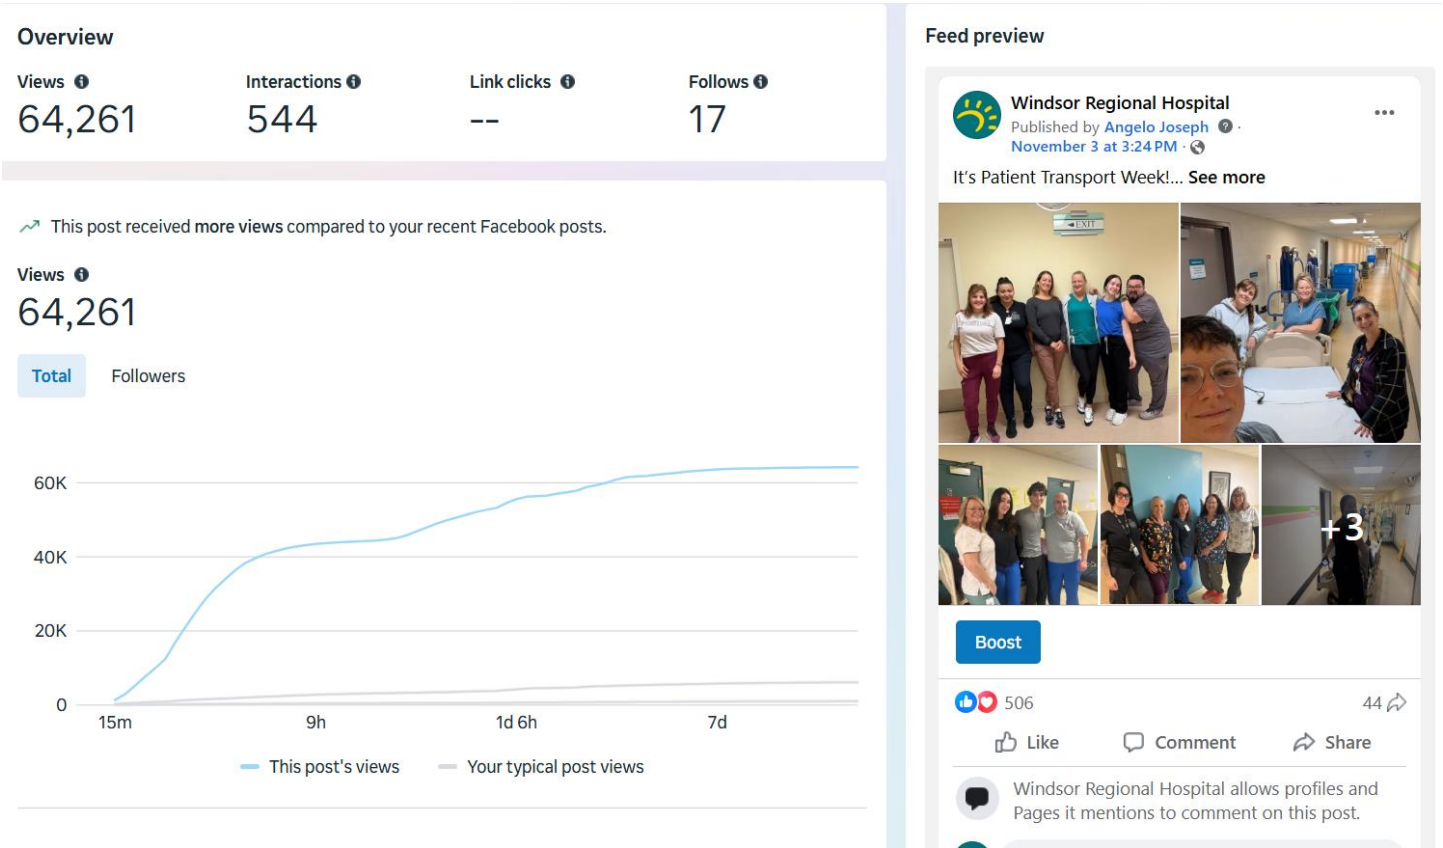 Overview
Views
64,261
Interactions
544
Link clicks
--
Follows
17
This post received more views compared to your recent Facebook posts.
Views
64,261
Total
Followers
60K
40K
20K
0
15m
9h
1d 6h
7d
This post's views
Your typical post views
Feed preview
Windsor Regional Hospital
Published by Angelo Joseph ·
November 3 at 3:24 PM ·
It's Patient Transport Week!... See more
EXIT
+3
Boost
506
44
Like
Comment
Share
Windsor Regional Hospital allows profiles and
Pages it mentions to comment on this post.